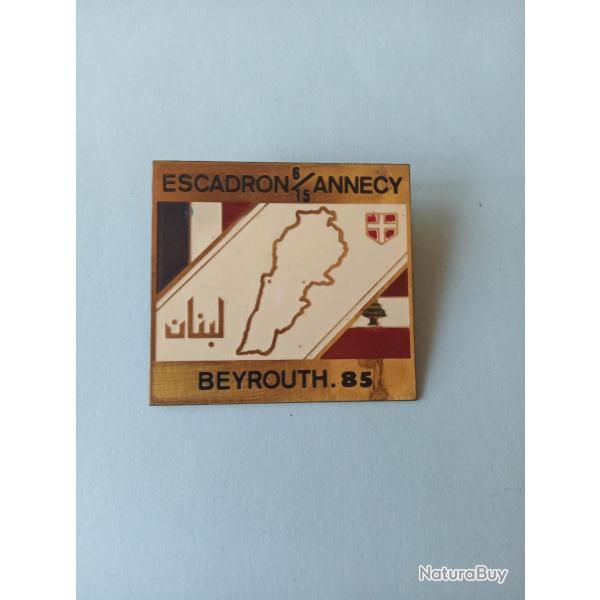 ESCADRON 6/15 ANNECY
لبنان
BEYROUTH.85
NaturaBuy